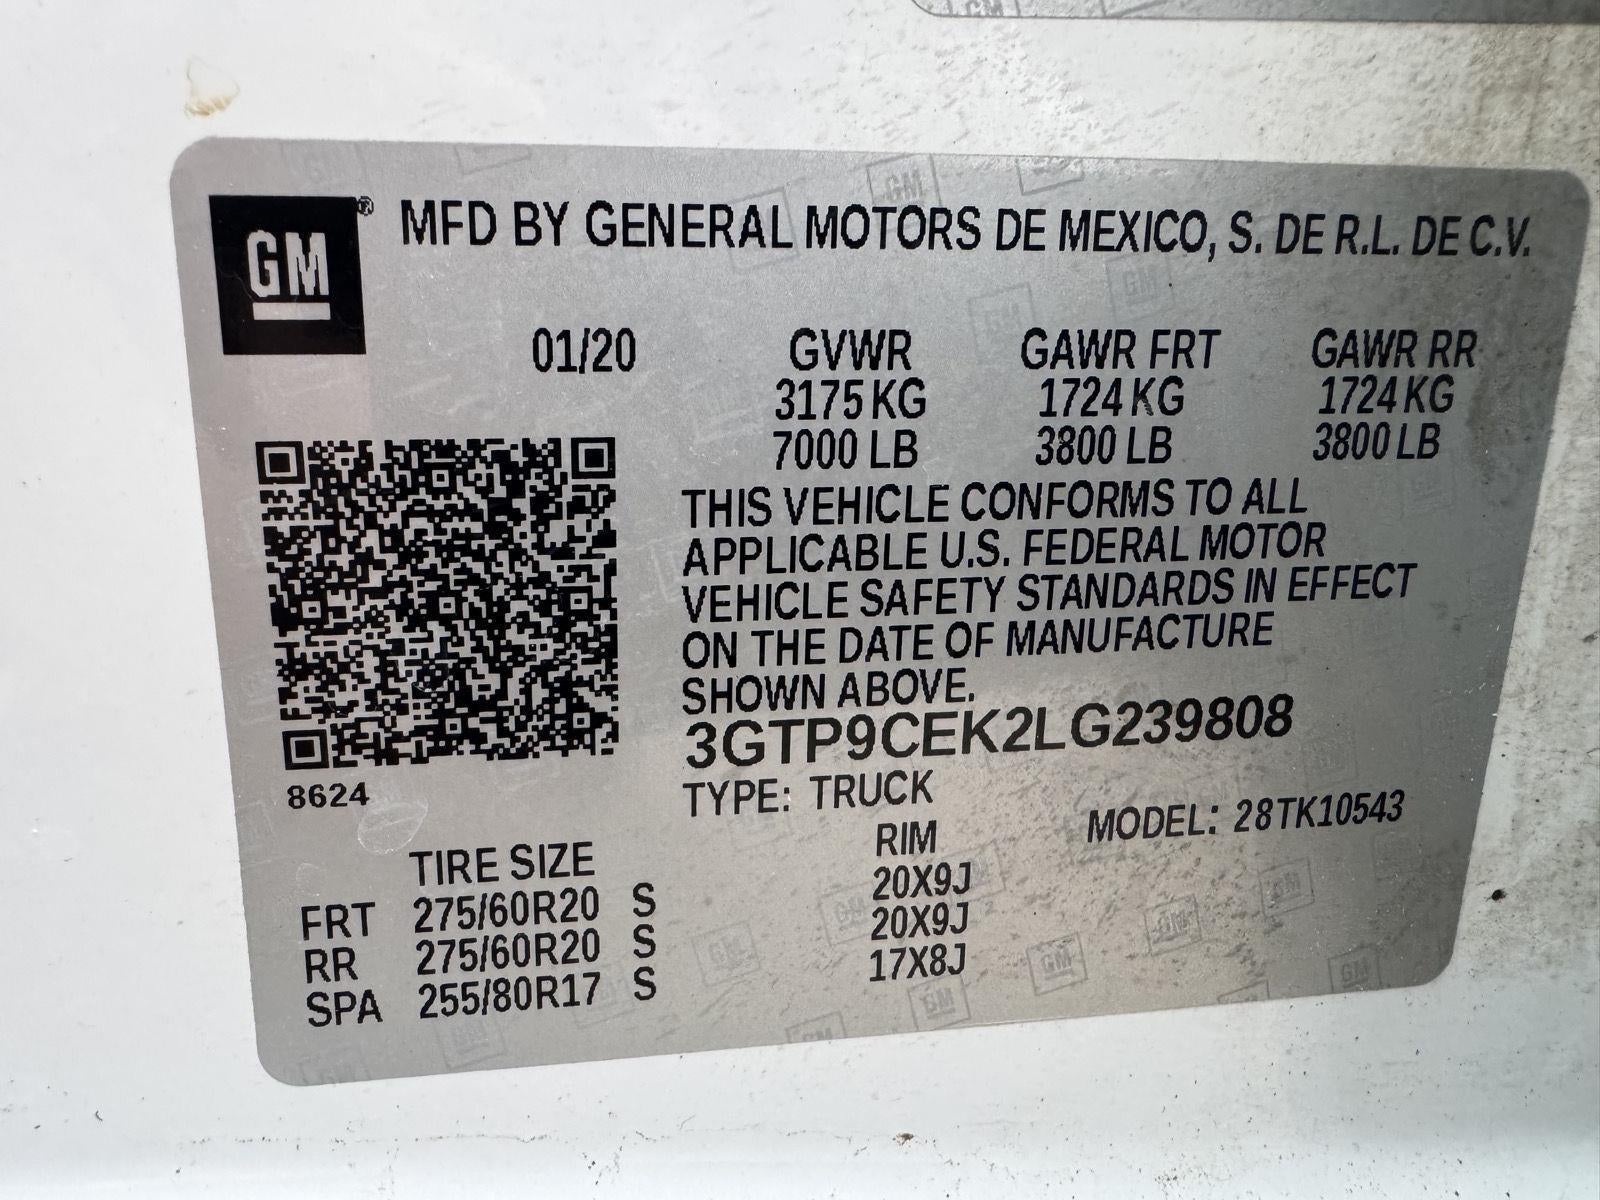 GM® MFD BY GENERAL MOTORS DE MEXICO, S. DE R.L. DE C.V.
01/20 GVWR GAWR FRT GAWR RR
3175 KG 1724 KG 1724 KG
7000 LB 3800 LB 3800 LB
THIS VEHICLE CONFORMS TO ALL
APPLICABLE U.S. FEDERAL MOTOR
VEHICLE SAFETY STANDARDS IN EFFECT
ON THE DATE OF MANUFACTURE
SHOWN ABOVE.
3GTP9CEK2LG239808
8624
TYPE: TRUCK MODEL: 28TK10543
TIRE SIZE RIM
FRT 275/60R20 S 20X9J
RR 275/60R20 S 20X9J
SPA 255/80R17 S 17X8J